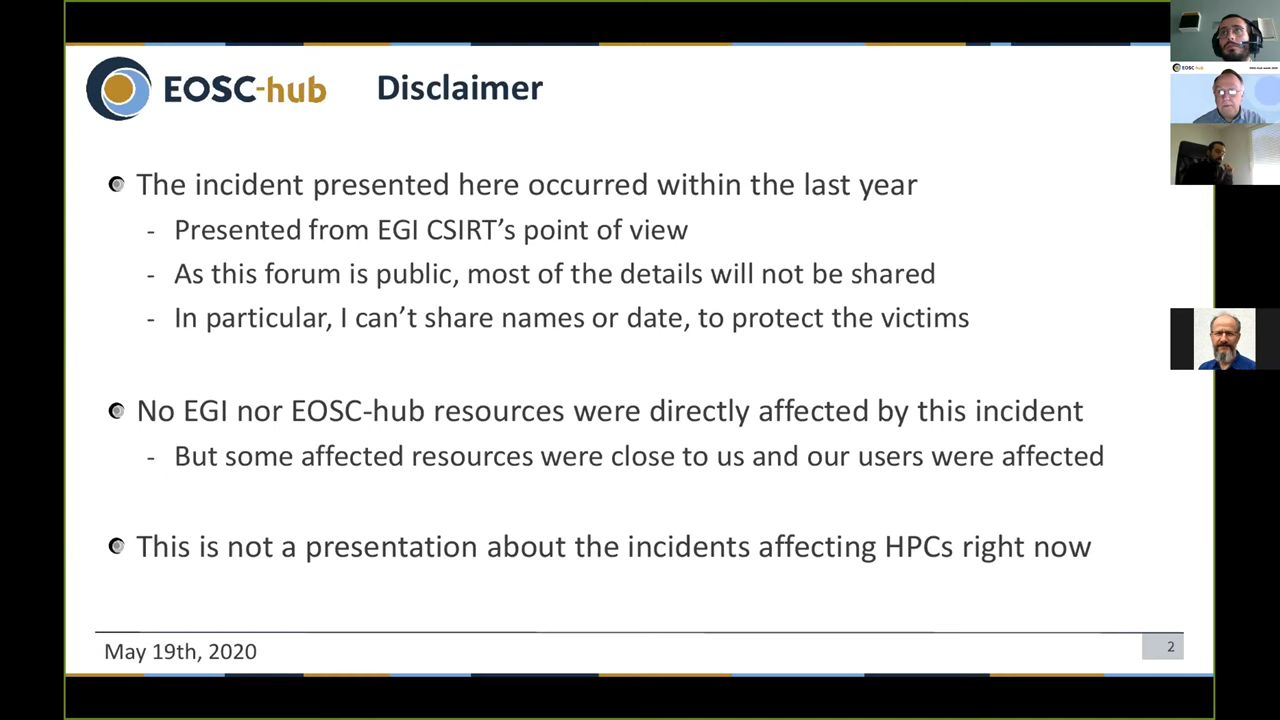 EOSC-hub
Disclaimer
The incident presented here occurred within the last year
- Presented from EGI CSIRT’s point of view
- As this forum is public, most of the details will not be shared
- In particular, I can’t share names or date, to protect the victims
No EGI nor EOSC-hub resources were directly affected by this incident
- But some affected resources were close to us and our users were affected
This is not a presentation about the incidents affecting HPCs right now
May 19th, 2020
2
EOSC-hub